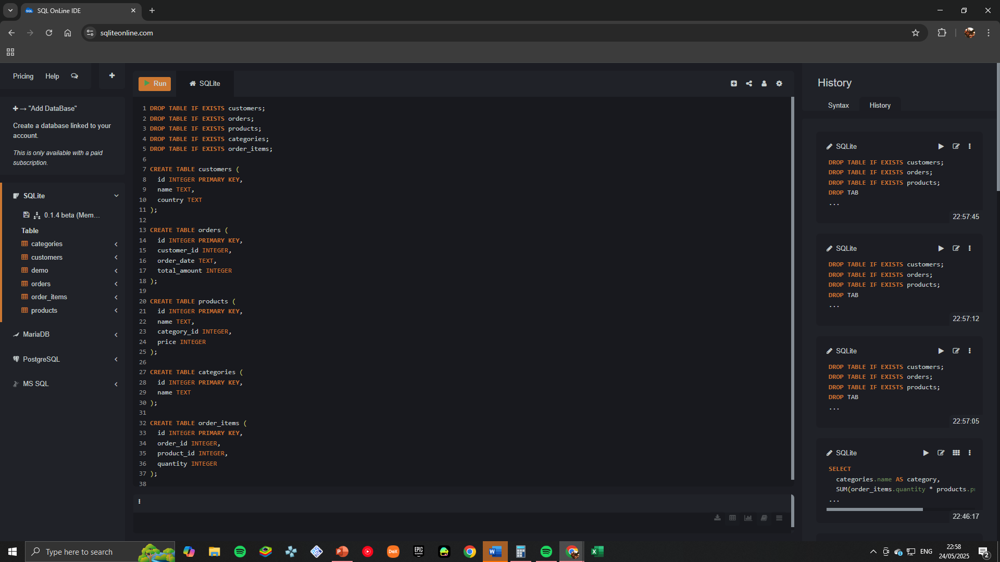 SQL OnLine IDE
sqliteonline.com
Pricing
Help
"Add DataBase"
Create a database linked to your
account.
This is only available with a paid
subscription.
SQLite
0.1.4 beta (Mem...
Table
categories
customers
demo
orders
order_items
products
MariaDB
PostgreSQL
MS SQL
Run
SQLite
1 DROP TABLE IF EXISTS customers;
2 DROP TABLE IF EXISTS orders;
3 DROP TABLE IF EXISTS products;
4 DROP TABLE IF EXISTS categories;
5 DROP TABLE IF EXISTS order_items;
6
7 CREATE TABLE customers (
8 id INTEGER PRIMARY KEY,
9 name TEXT,
10 country TEXT
11 );
12
13 CREATE TABLE orders (
14 id INTEGER PRIMARY KEY,
15 customer_id INTEGER,
16 order_date TEXT,
17 total_amount INTEGER
18 );
19
20 CREATE TABLE products (
21 id INTEGER PRIMARY KEY,
22 name TEXT,
23 category_id INTEGER,
24 price INTEGER
25 );
26
27 CREATE TABLE categories (
28 id INTEGER PRIMARY KEY,
29 name TEXT
30 );
31
32 CREATE TABLE order_items (
33 id INTEGER PRIMARY KEY,
34 order_id INTEGER,
35 product_id INTEGER,
36 quantity INTEGER
37 );
38
History
Syntax
History
SQLite
DROP TABLE IF EXISTS customers;
DROP TABLE IF EXISTS orders;
DROP TABLE IF EXISTS products;
DROP TAB
...
22:57:45
SQLite
DROP TABLE IF EXISTS customers;
DROP TABLE IF EXISTS orders;
DROP TABLE IF EXISTS products;
DROP TAB
...
22:57:12
SQLite
DROP TABLE IF EXISTS customers;
DROP TABLE IF EXISTS orders;
DROP TABLE IF EXISTS products;
DROP TAB
...
22:57:05
SQLite
SELECT
categories.name AS category,
SUM(order_items.quantity * products.p
...
22:46:17
Type here to search
DeX
EPIC GAMES
ENG
22:58
24/05/2025
2